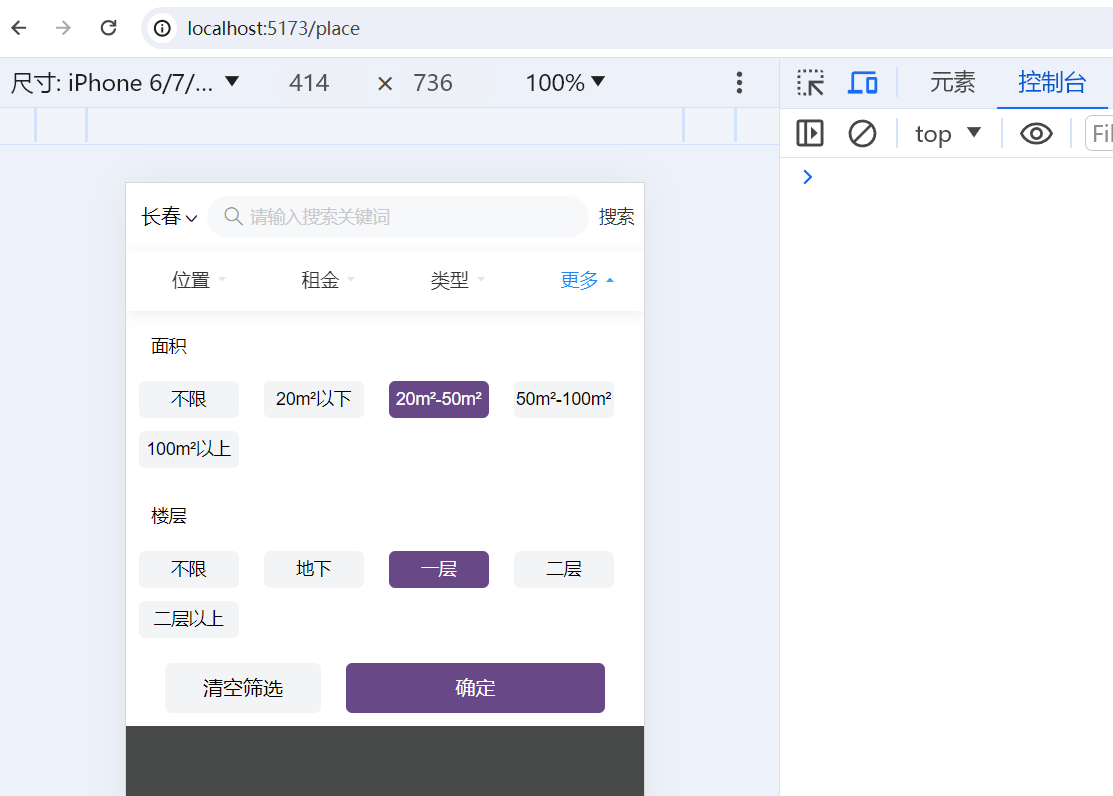 localhost:5173/place
尺寸: iPhone 6/7/... 414 × 736 100% 元素 控制台
top
长春 请输入搜索关键词 搜索
位置 租金 类型 更多
面积
不限 20m²以下 20m²-50m² 50m²-100m²
100m²以上
楼层
不限 地下 一层 二层
二层以上
清空筛选 确定